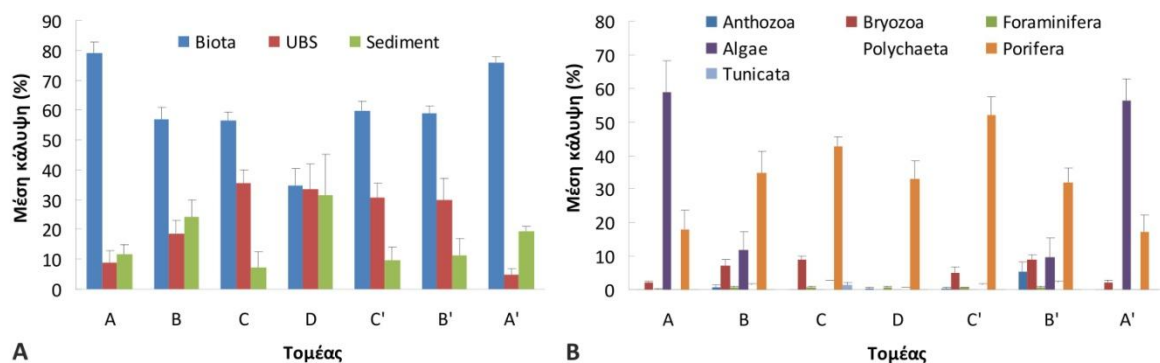 90
80
70
60
50
40
30
20
10
0
Μέση κάλυψη (%)
Biota UBS Sediment
A B C D C' B' A'
Τομέας
A
80
70
60
50
40
30
20
10
0
Μέση κάλυψη (%)
Anthozoa Bryozoa Foraminifera
Algae Polychaeta Porifera
Tunicata
A B C D C' B' A'
Τομέας
B